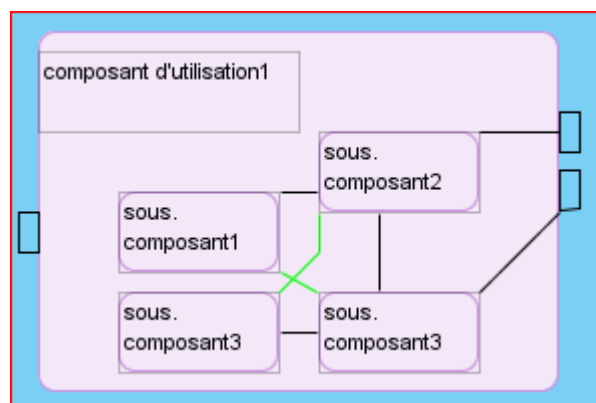 composant d'utilisation1
sous.
composant2
sous.
composant1
sous.
composant3
sous.
composant3